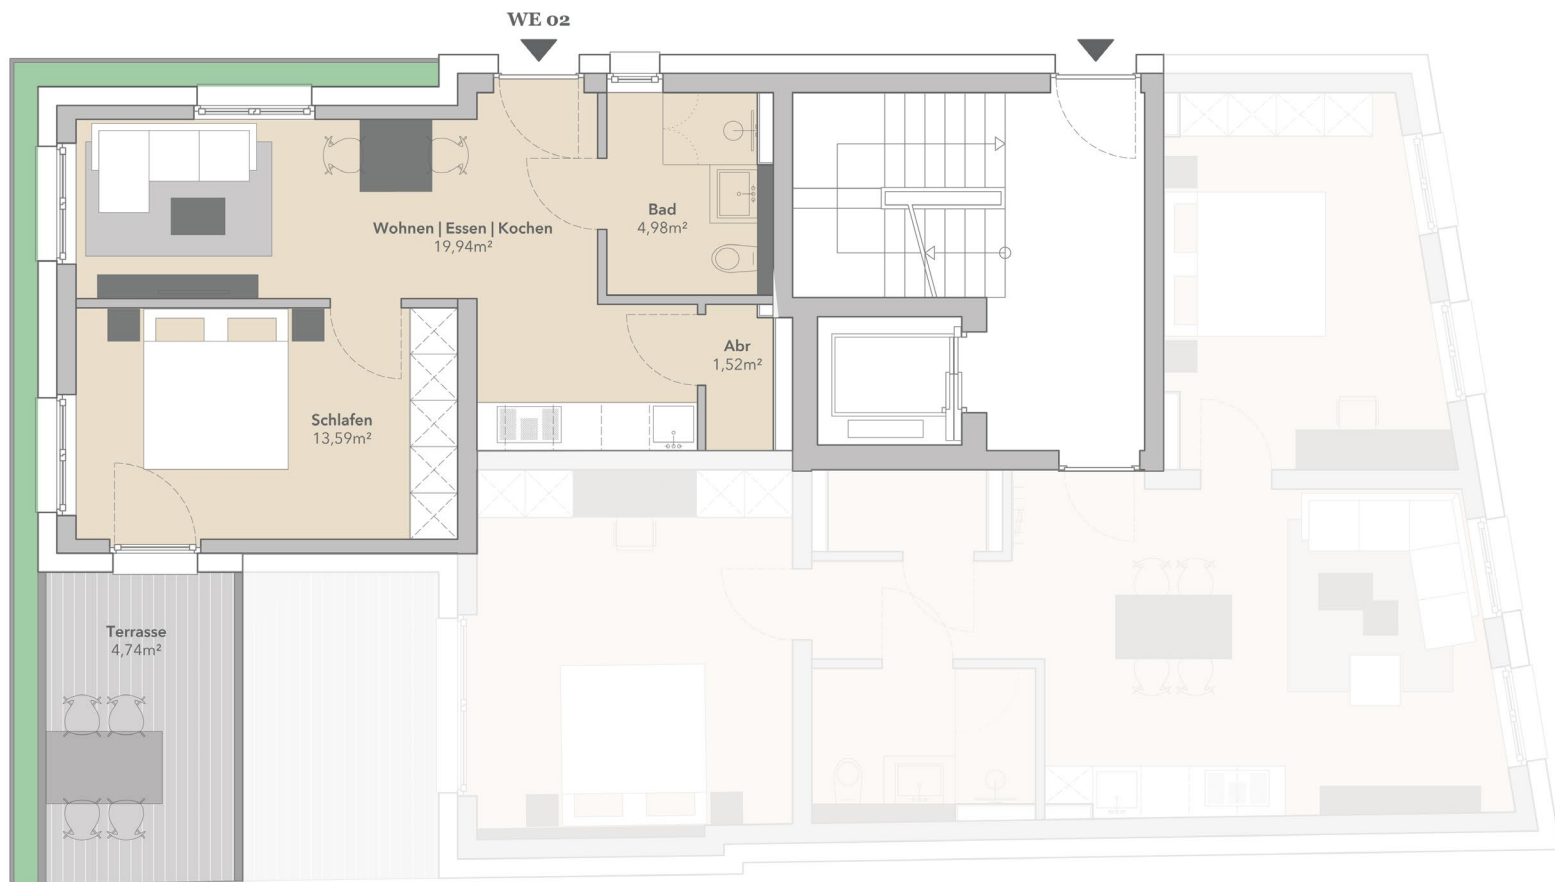 WE 02
Wohnen | Essen | Kochen
19,94m²
Bad
4,98m²
Abr
1,52m²
Schlafen
13,59m²
Terrasse
4,74m²